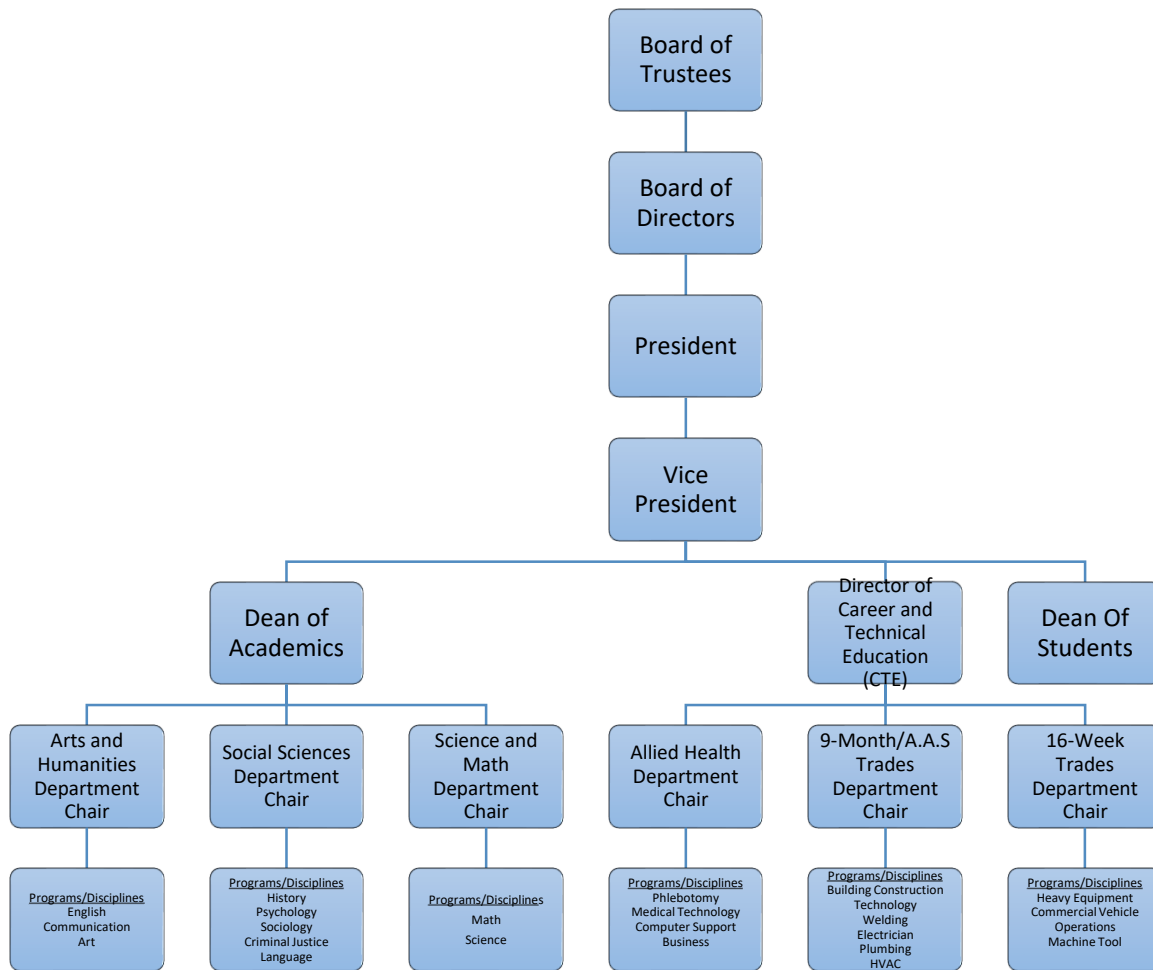 Board of
Trustees
Board of
Directors
President
Vice
President
Dean of
Academics
Director of
Career and
Technical
Education
(CTE)
Dean Of
Students
Arts and
Humanities
Department
Chair
Social Sciences
Department
Chair
Science and
Math
Department
Chair
Allied Health
Department
Chair
9-Month/A.A.S
Trades
Department
Chair
16-Week
Trades
Department
Chair
Programs/Disciplines
English
Communication
Art
Programs/Disciplines
History
Psychology
Sociology
Criminal Justice
Language
Programs/Disciplines
Math
Science
Programs/Disciplines
Phlebotomy
Medical Technology
Computer Support
Business
Programs/Disciplines
Building Construction
Technology
Welding
Electrician
Plumbing
HVAC
Programs/Disciplines
Heavy Equipment
Commercial Vehicle
Operations
Machine Tool